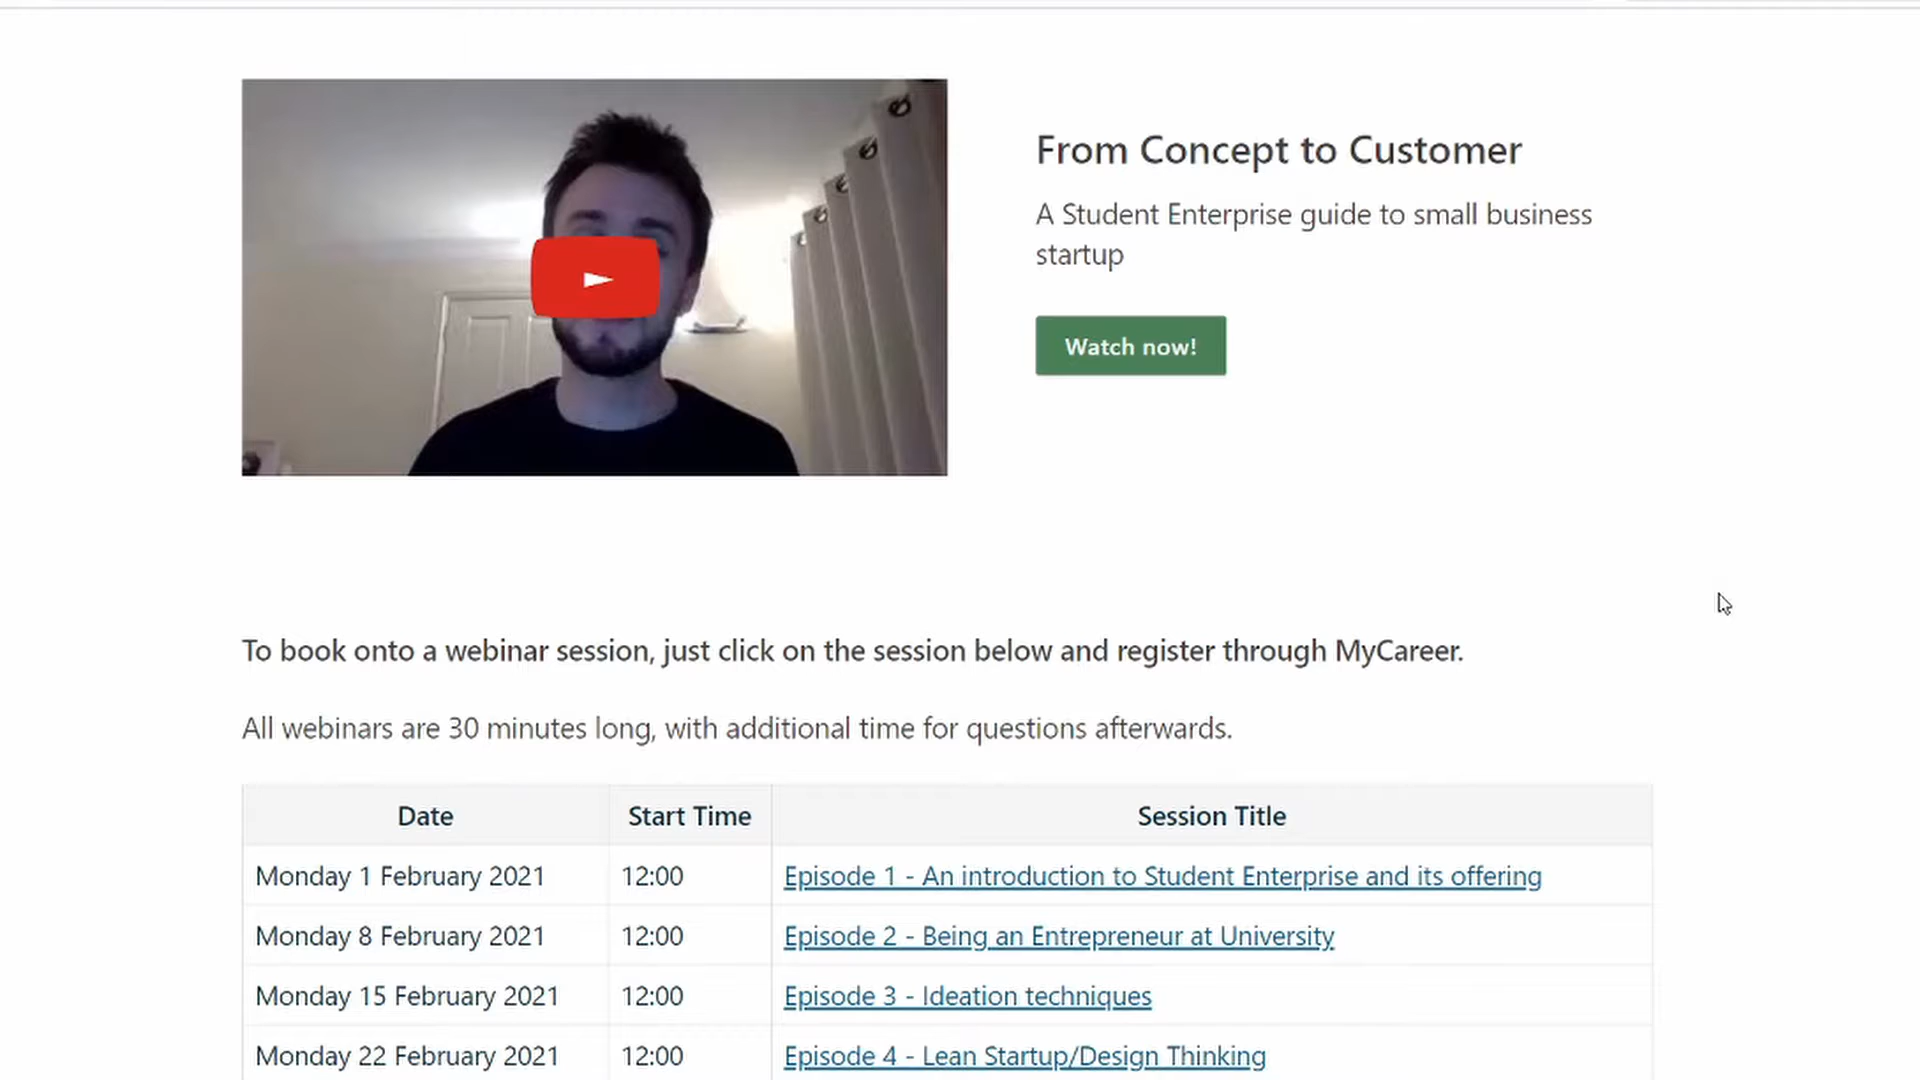 From Concept to Customer
A Student Enterprise guide to small business
startup
Watch now!
To book onto a webinar session, just click on the session below and register through MyCareer.
All webinars are 30 minutes long, with additional time for questions afterwards.
Date Start Time Session Title
Monday 1 February 2021 12:00 Episode 1 - An introduction to Student Enterprise and its offering
Monday 8 February 2021 12:00 Episode 2 - Being an Entrepreneur at University
Monday 15 February 2021 12:00 Episode 3 - Ideation techniques
Monday 22 February 2021 12:00 Episode 4 - Lean Startup/Design Thinking